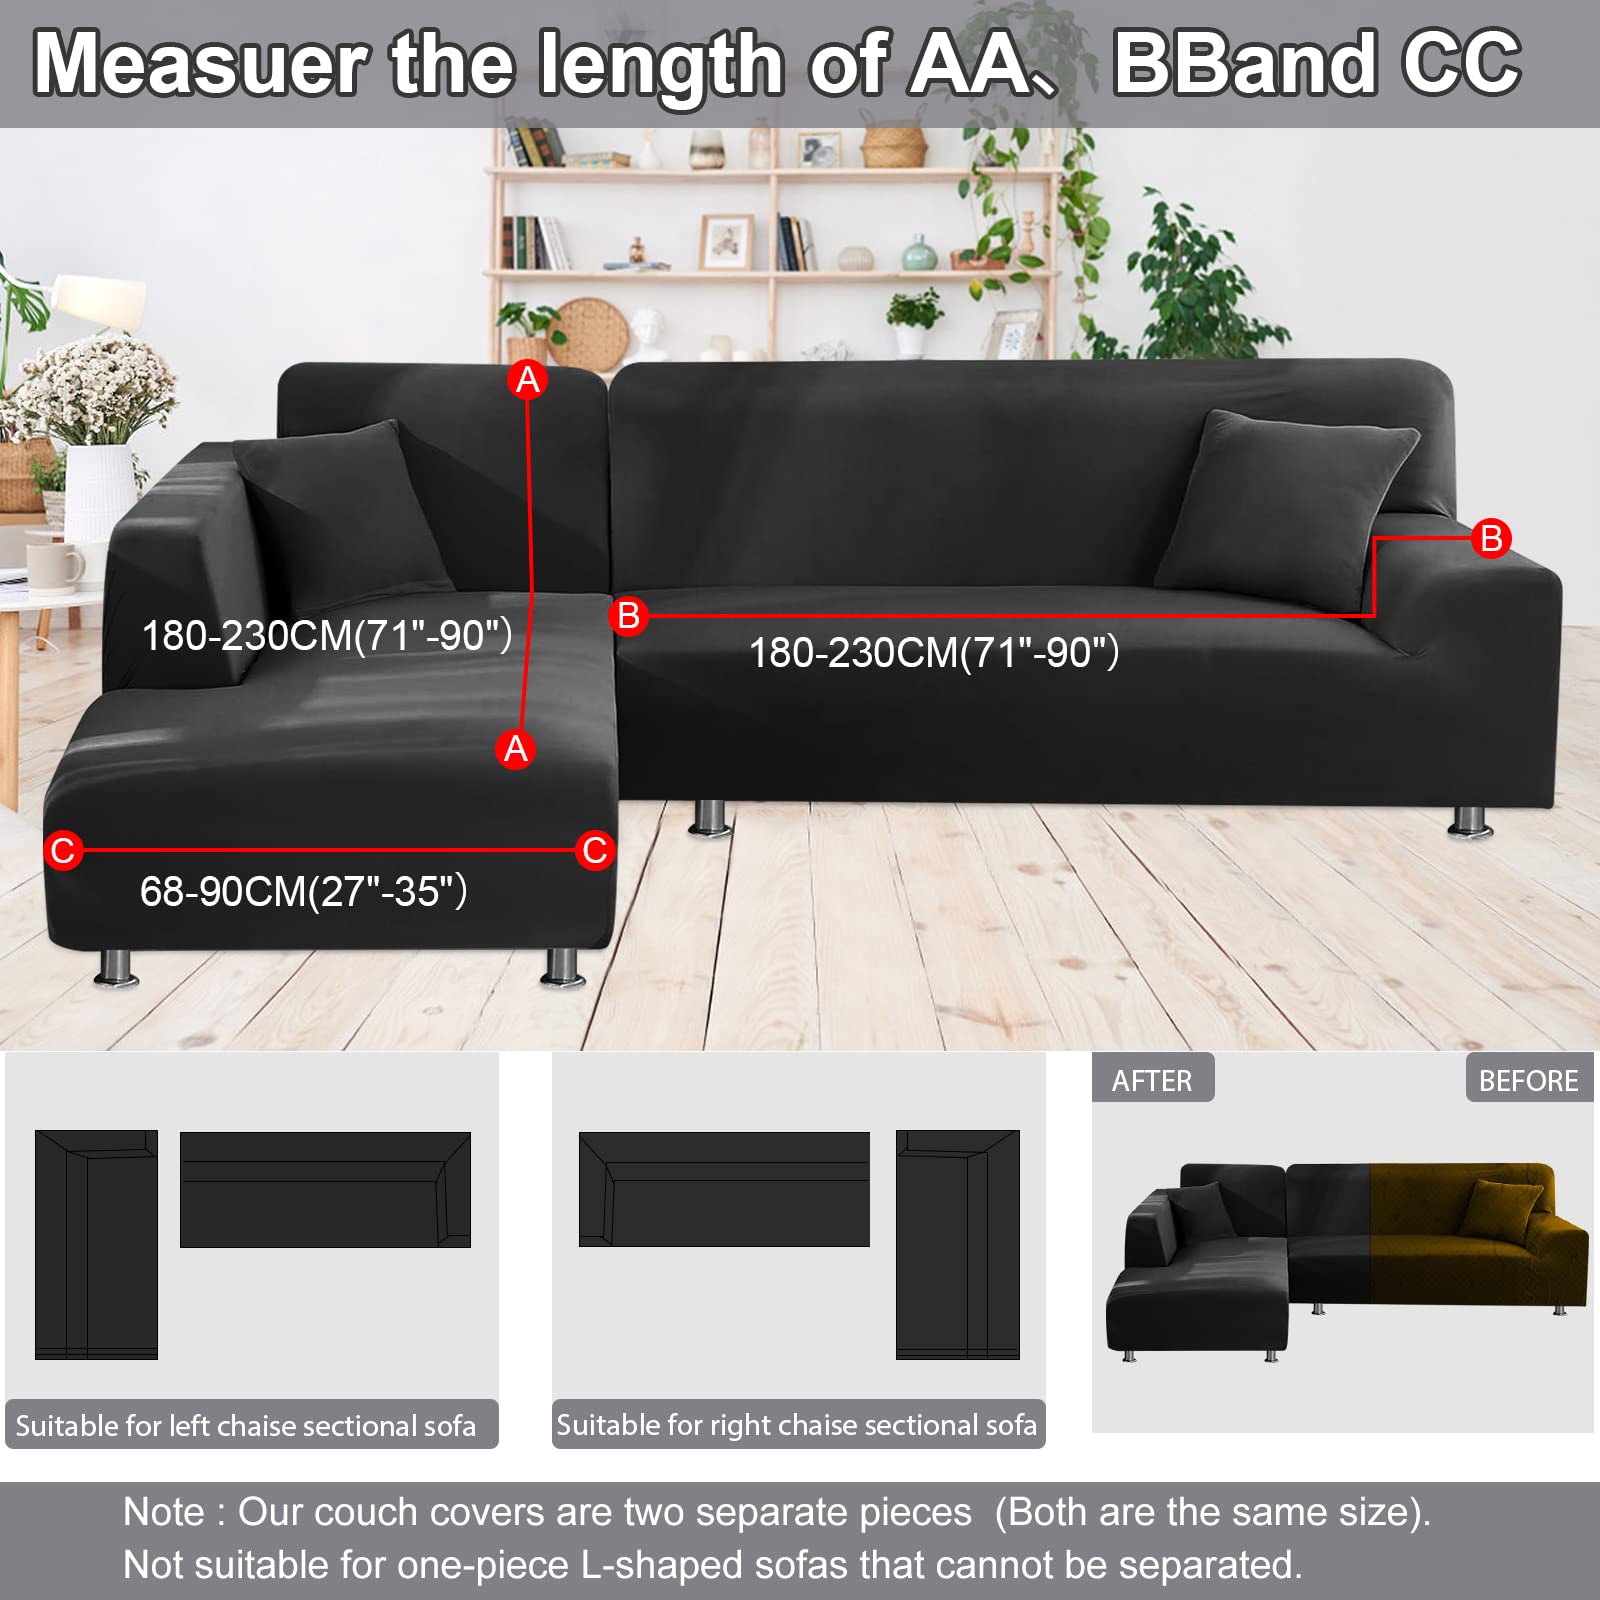 Measuer the length of AA、 BBand CC
A
B
180-230CM(71"-90")
B
180-230CM(71"-90")
A
C
C
68-90CM(27"-35")
AFTER
BEFORE
Suitable for left chaise sectional sofa
Suitable for right chaise sectional sofa
Note : Our couch covers are two separate pieces (Both are the same size).
Not suitable for one-piece L-shaped sofas that cannot be separated.